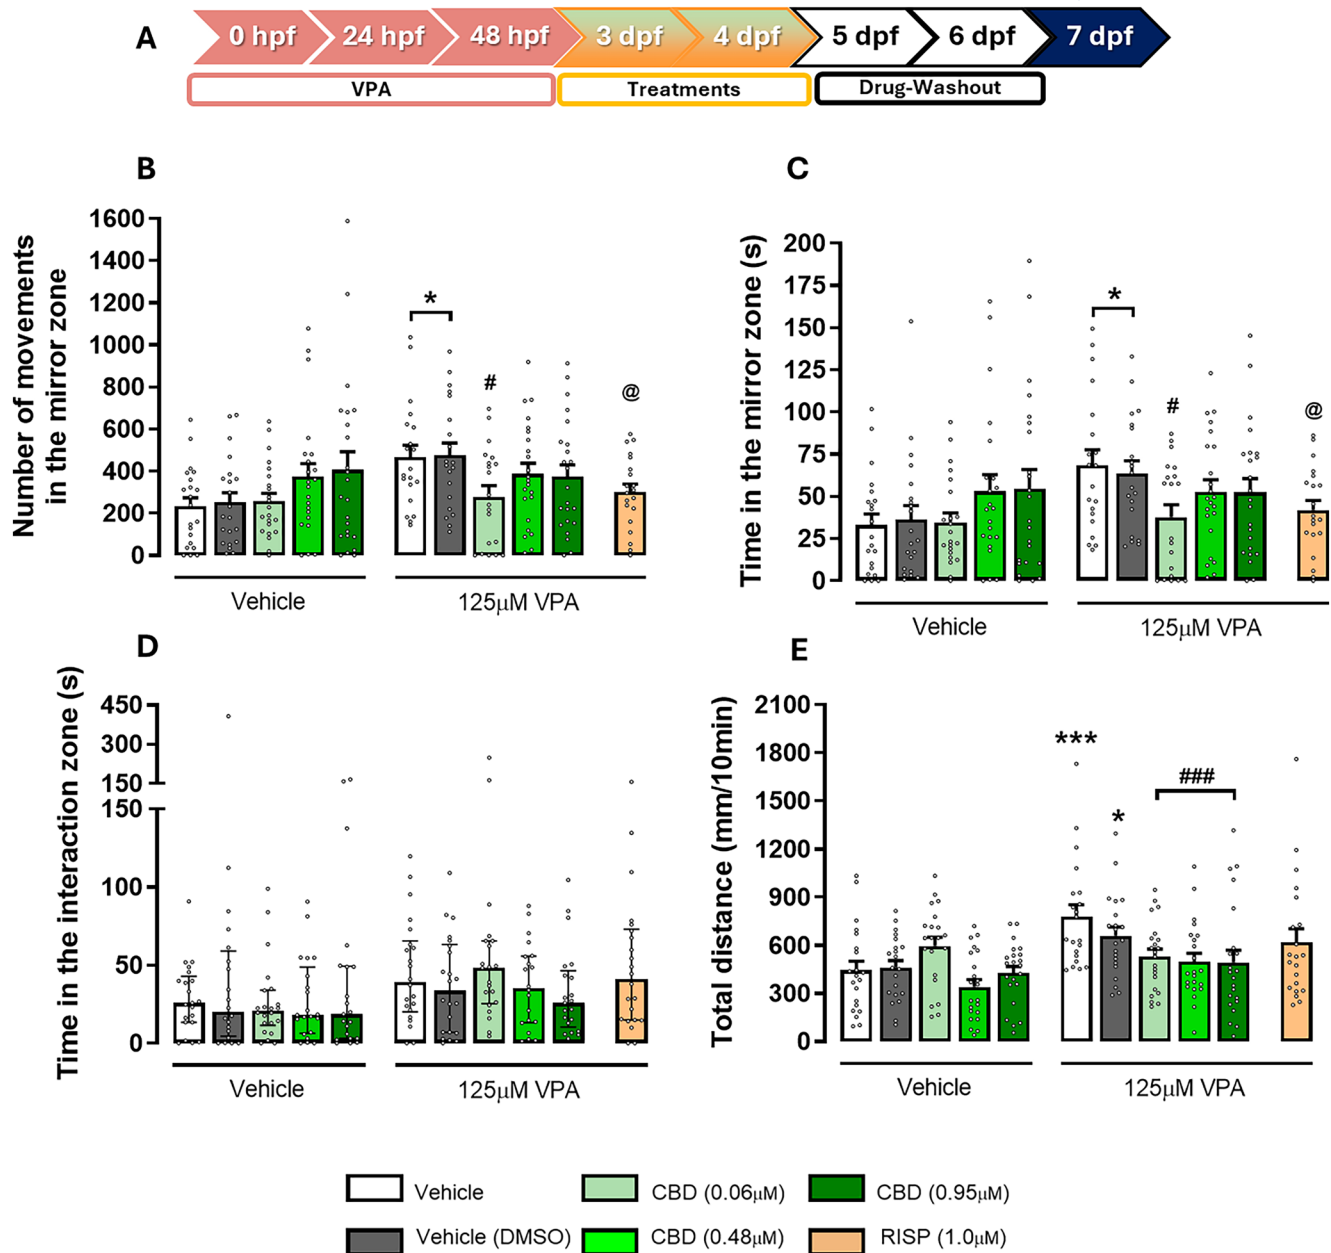 A
0 hpf
24 hpf
48 hpf
3 dpf
4 dpf
5 dpf
6 dpf
7 dpf
VPA
Treatments
Drug-Washout
B
Number of movements
in the mirror zone
1600
1400
1200
1000
800
600
400
200
0
*
#
@
Vehicle
125μM VPA
C
Time in the mirror zone (s)
200
175
150
125
100
75
50
25
0
*
#
@
Vehicle
125μM VPA
D
Time in the interaction zone (s)
450
300
150
150
100
50
0
Vehicle
125μM VPA
E
Total distance (mm/10min)
2100
1800
1500
1200
900
600
300
0
***
*
###
Vehicle
125μM VPA
Vehicle
CBD (0.06μM)
CBD (0.95μM)
Vehicle (DMSO)
CBD (0.48μM)
RISP (1.0μM)